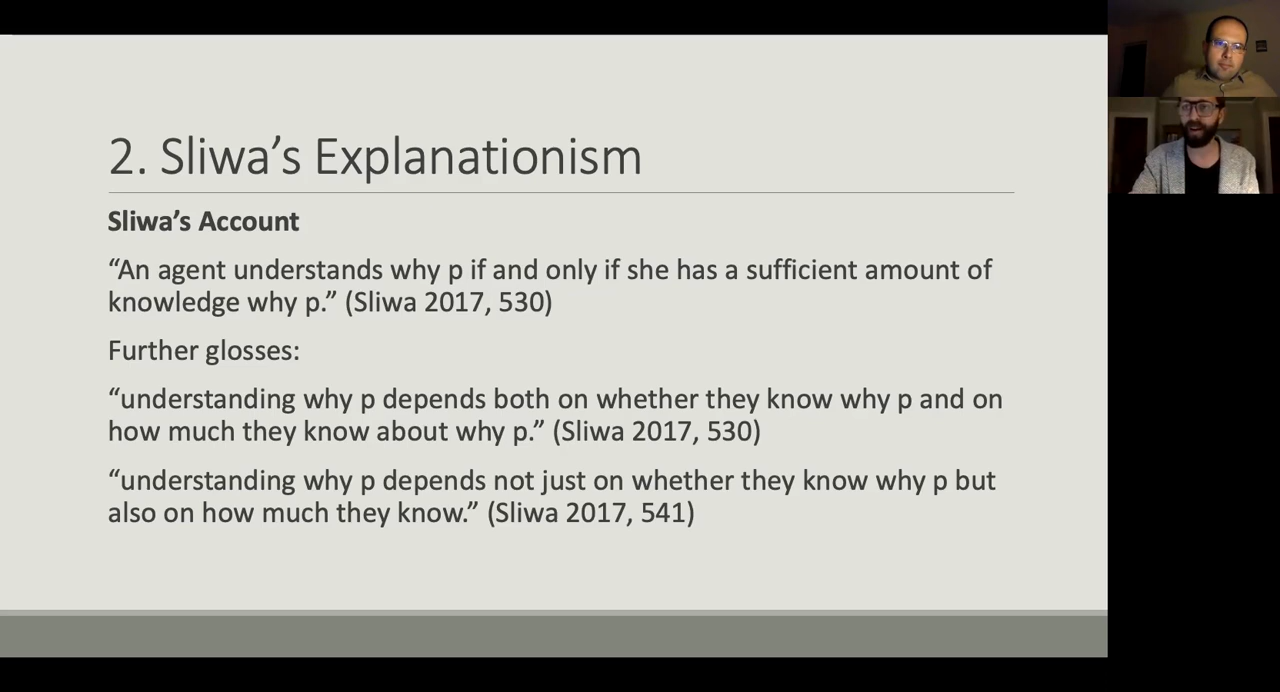 2. Sliwa’s Explanationism
Sliwa’s Account
“An agent understands why p if and only if she has a sufficient amount of
knowledge why p.” (Sliwa 2017, 530)
Further glosses:
“understanding why p depends both on whether they know why p and on
how much they know about why p.” (Sliwa 2017, 530)
“understanding why p depends not just on whether they know why p but
also on how much they know.” (Sliwa 2017, 541)